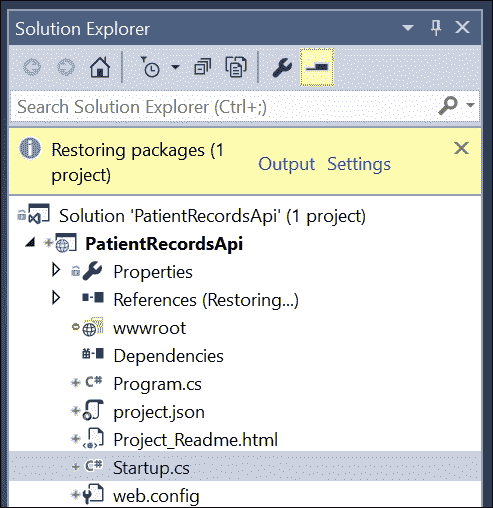 Solution Explorer
Search Solution Explorer (Ctrl+;)
Restoring packages (1
project)
Output Settings
Solution 'PatientRecordsApi' (1 project)
PatientRecordsApi
Properties
References (Restoring...)
wwwroot
Dependencies
C# Program.cs
project.json
Project_Readme.html
C# Startup.cs
web.config